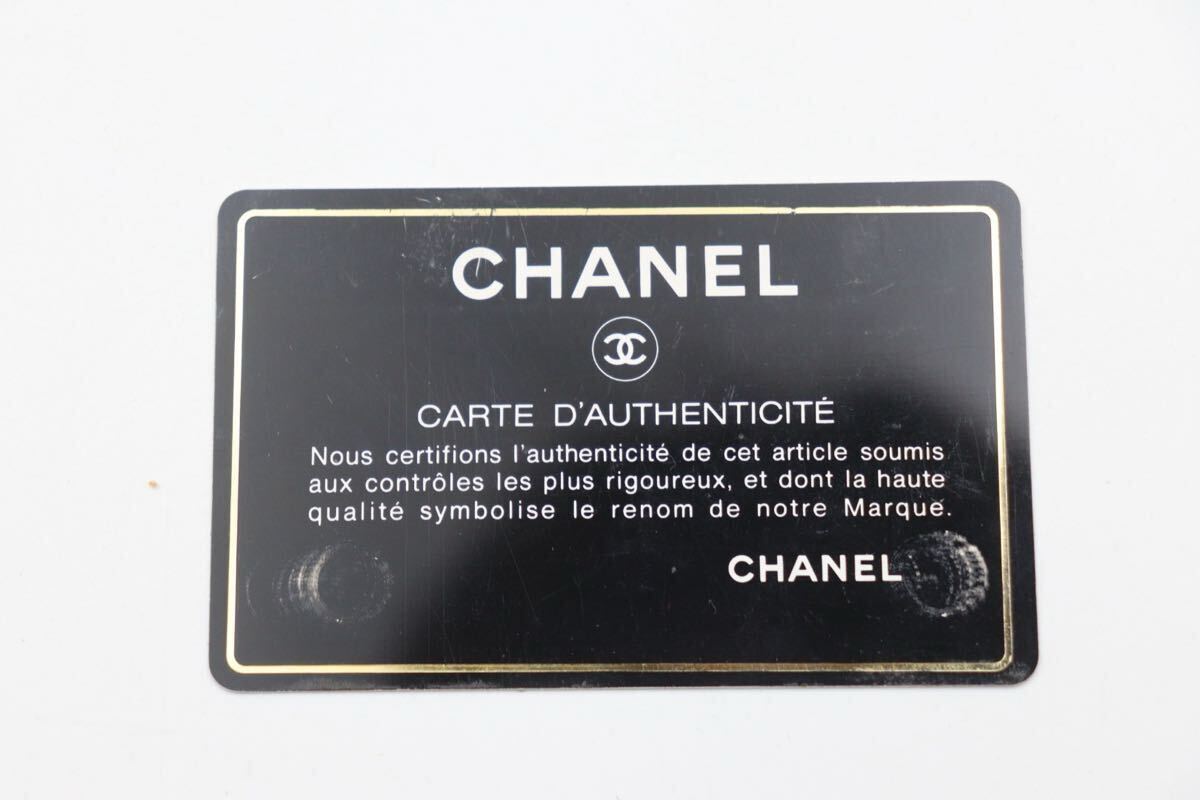 CHANEL
CARTE D'AUTHENTICITÉ
Nous certifions l'authenticité de cet article soumis
aux contrôles les plus rigoureux, et dont la haute
qualité symbolise le renom de notre Marque.
CHANEL